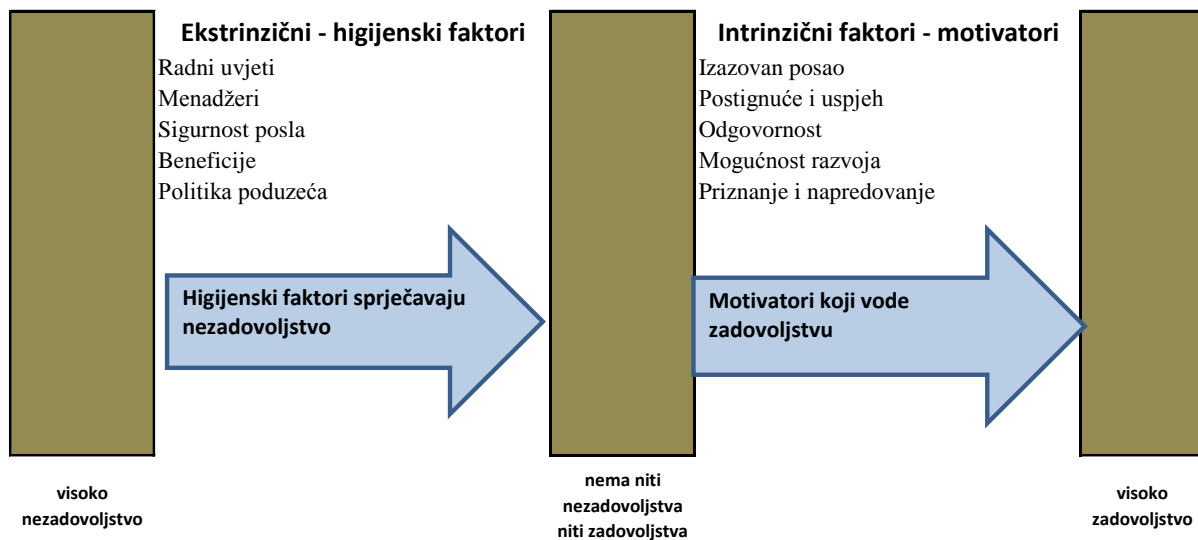 Ekstrinzični - higijenski faktori
Radni uvjeti
Menadžeri
Sigurnost posla
Beneficije
Politika poduzeća
Higijenski faktori sprječavaju
nezadovoljstvo
Intrinzični faktori - motivatori
Izazovan posao
Postignuće i uspjeh
Odgovornost
Mogućnost razvoja
Priznanje i napredovanje
Motivatori koji vode
zadovoljstvu
visoko
nezadovoljstvo
nema niti
nezadovoljstva
niti zadovoljstva
visoko
zadovoljstvo